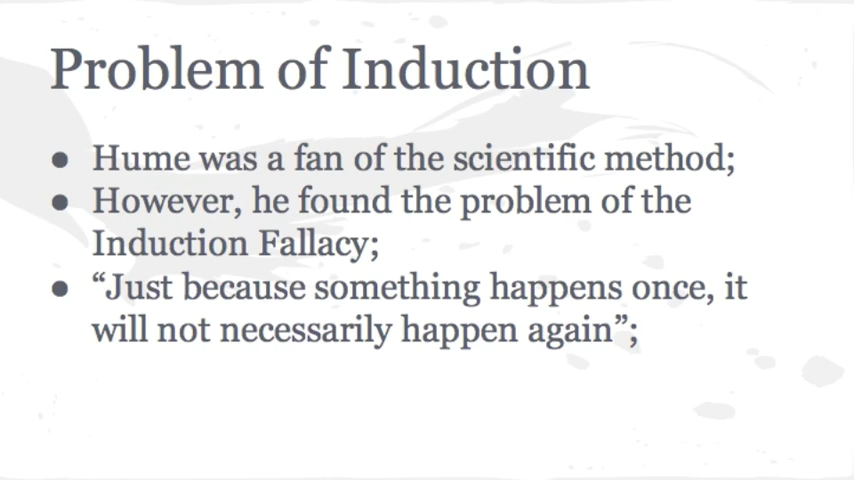 Problem of Induction
● Hume was a fan of the scientific method;
● However, he found the problem of the
Induction Fallacy;
● “Just because something happens once, it
will not necessarily happen again”;